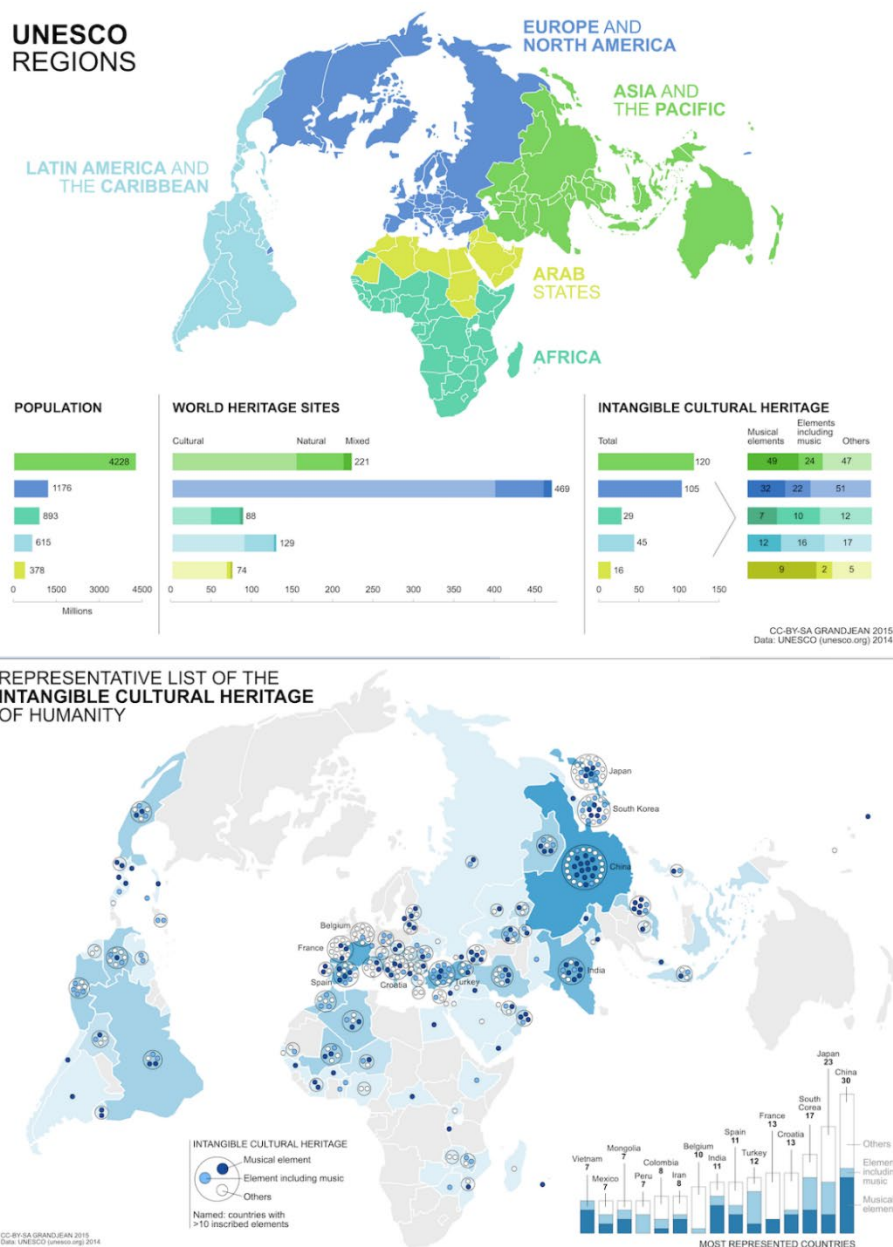 UNESCO
REGIONS
EUROPE AND
NORTH AMERICA
ASIA AND
THE PACIFIC
LATIN AMERICA AND
THE CARIBBEAN
ARAB
STATES
AFRICA
POPULATION
4228
1176
893
615
378
0 1500 3000 4500
Millions
WORLD HERITAGE SITES
Cultural Natural Mixed
221
469
88
129
74
0 50 100 150 200 250 300 350 400 450
INTANGIBLE CULTURAL HERITAGE
Total
120
105
29
45
16
0 50 100 150
Musical
elements
Elements
including
music
Others
49 24 47
32 22 51
7 10 12
12 16 17
9 2 5
CC-BY-SA GRANDJEAN 2015
Data: UNESCO (unesco.org) 2014
REPRESENTATIVE LIST OF THE
INTANGIBLE CULTURAL HERITAGE
OF HUMANITY
Japan
South Korea
China
Belgium
France
Spain
Croatia
Turkey
India
INTANGIBLE CULTURAL HERITAGE
Musical element
Element including music
Others
Named: countries with
>10 inscribed elements
CC-BY-SA GRANDJEAN 2015
Data: UNESCO (unesco.org) 2014
Vietnam
7
Mexico
7
Mongolia
7
Peru
7
Colombia
8
Iran
8
Belgium
10
India
11
Spain
11
Turkey
12
France
13
Croatia
13
South
Corea
17
Japan
23
China
30
Others
Elemen
includin
music
Musica
elemen
MOST REPRESENTED COUNTRIES